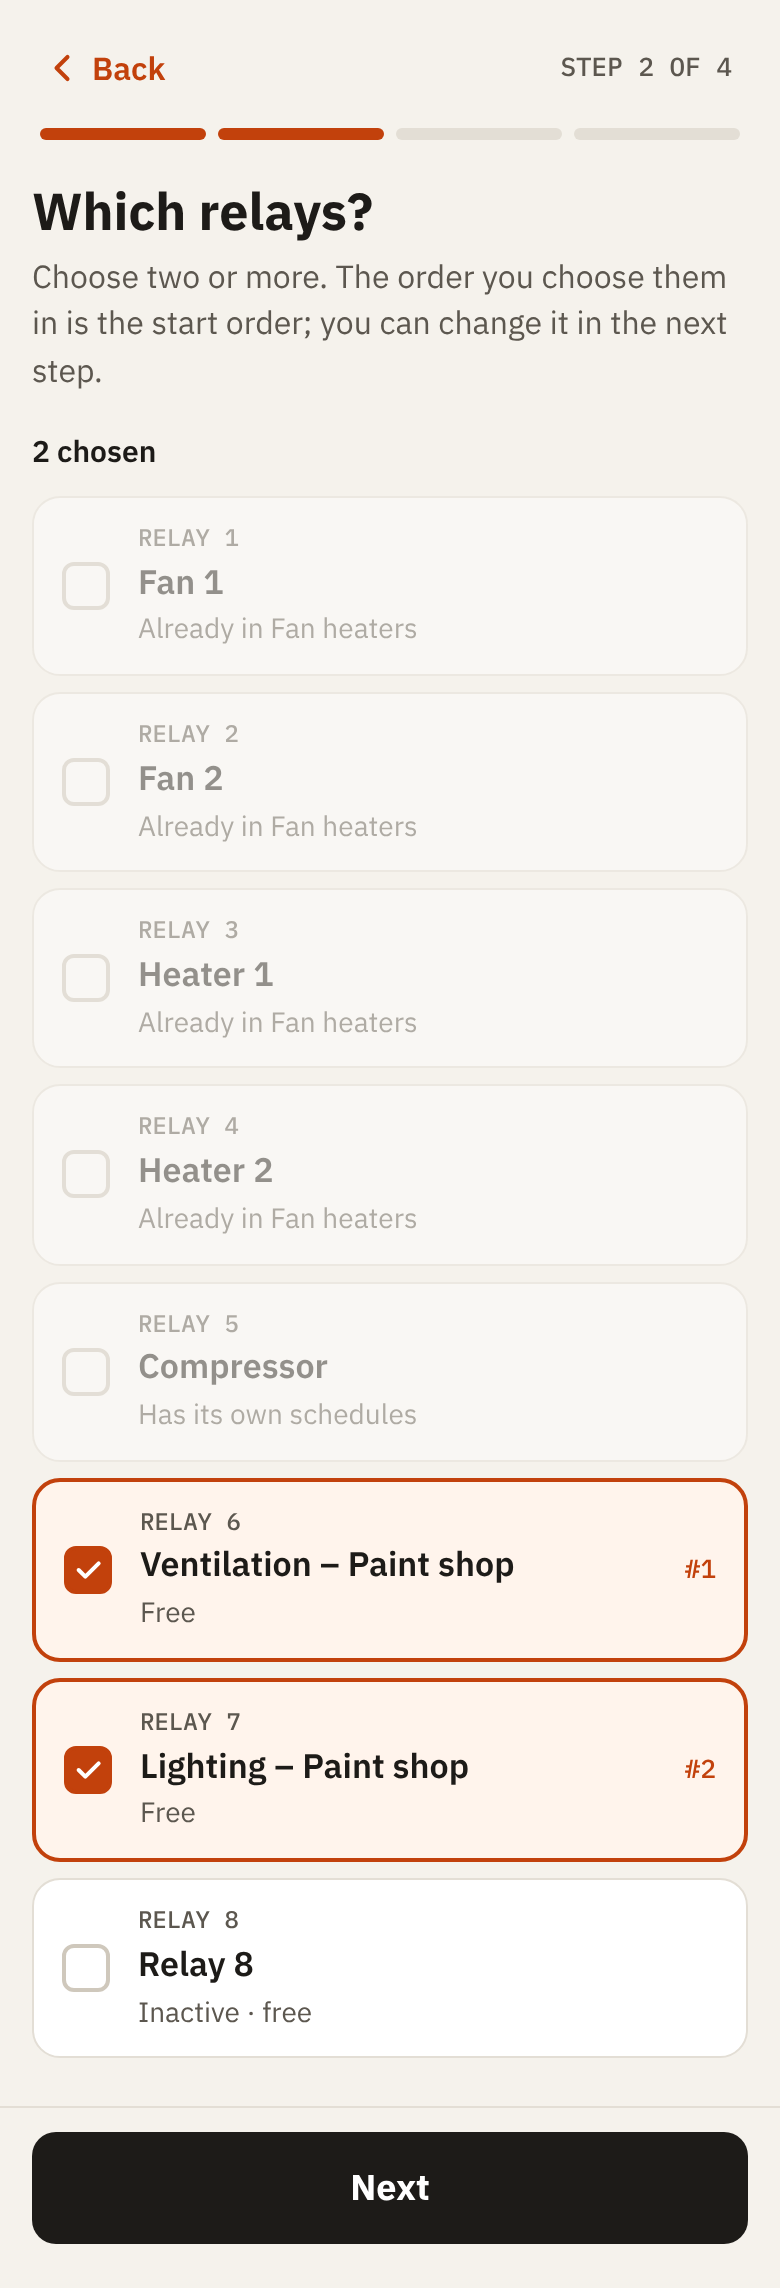 Back
STEP 2 OF 4
Which relays?
Choose two or more. The order you choose them
in is the start order; you can change it in the next
step.
2 chosen
RELAY 1
Fan 1
Already in Fan heaters
RELAY 2
Fan 2
Already in Fan heaters
RELAY 3
Heater 1
Already in Fan heaters
RELAY 4
Heater 2
Already in Fan heaters
RELAY 5
Compressor
Has its own schedules
RELAY 6
Ventilation – Paint shop
#1
Free
RELAY 7
Lighting – Paint shop
#2
Free
RELAY 8
Relay 8
Inactive · free
Next